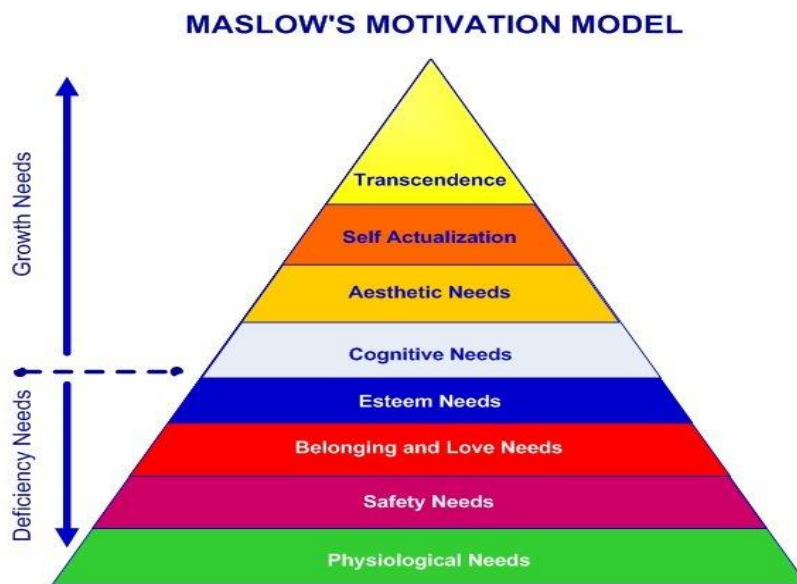 MASLOW'S MOTIVATION MODEL
Growth Needs
Deficiency Needs
Transcendence
Self Actualization
Aesthetic Needs
Cognitive Needs
Esteem Needs
Belonging and Love Needs
Safety Needs
Physiological Needs